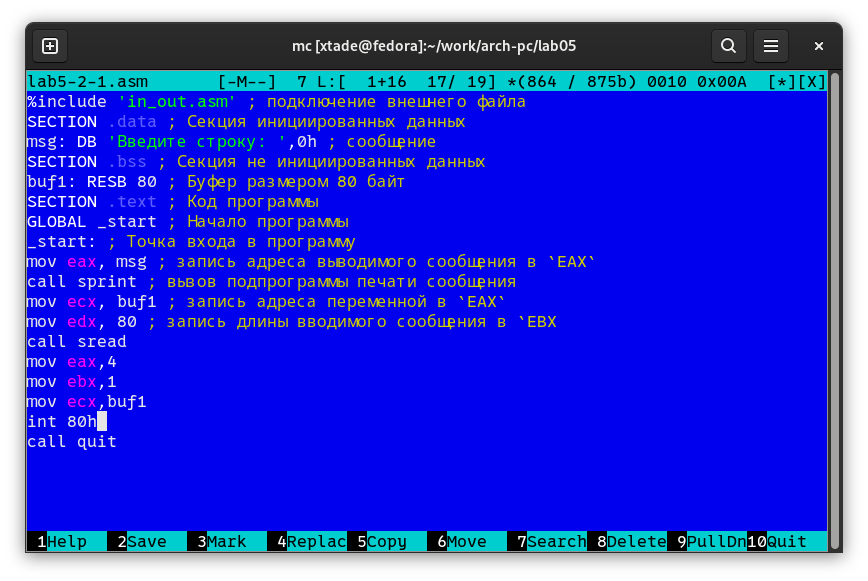 mc [xtade@fedora]:~/work/arch-pc/lab05
lab5-2-1.asm [-M--] 7 L:[ 1+16 17/ 19] *(864 / 875b) 0010 0x00A [*][X]
%include 'in_out.asm' ; подключение внешнего файла
SECTION .data ; Секция инициированных данных
msg: DB 'Введите строку: ',0h ; сообщение
SECTION .bss ; Секция не инициированных данных
buf1: RESB 80 ; Буфер размером 80 байт
SECTION .text ; Код программы
GLOBAL _start ; Начало программы
_start: ; Точка входа в программу
mov eax, msg ; запись адреса выводимого сообщения в `EAX`
call sprint ; вызов подпрограммы печати сообщения
mov ecx, buf1 ; запись адреса переменной в `EAX`
mov edx, 80 ; запись длины вводимого сообщения в `EBX
call sread
mov eax,4
mov ebx,1
mov ecx,buf1
int 80h
call quit
1Help 2Save 3Mark 4Replac 5Copy 6Move 7Search 8Delete 9PullDn 10Quit